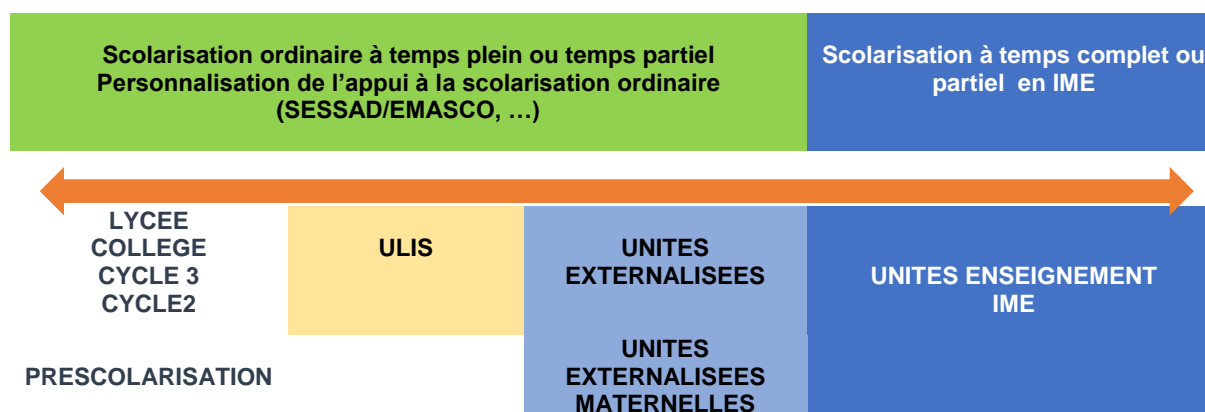 Scolarisation ordinaire à temps plein ou temps partiel
Personnalisation de l'appui à la scolarisation ordinaire
(SESSAD/EMASCO, …)
Scolarisation à temps complet ou
partiel en IME
LYCEE
COLLEGE
CYCLE 3
CYCLE2
ULIS
UNITES
EXTERNALISEES
UNITES ENSEIGNEMENT
IME
PRESCOLARISATION
UNITES
EXTERNALISEES
MATERNELLES